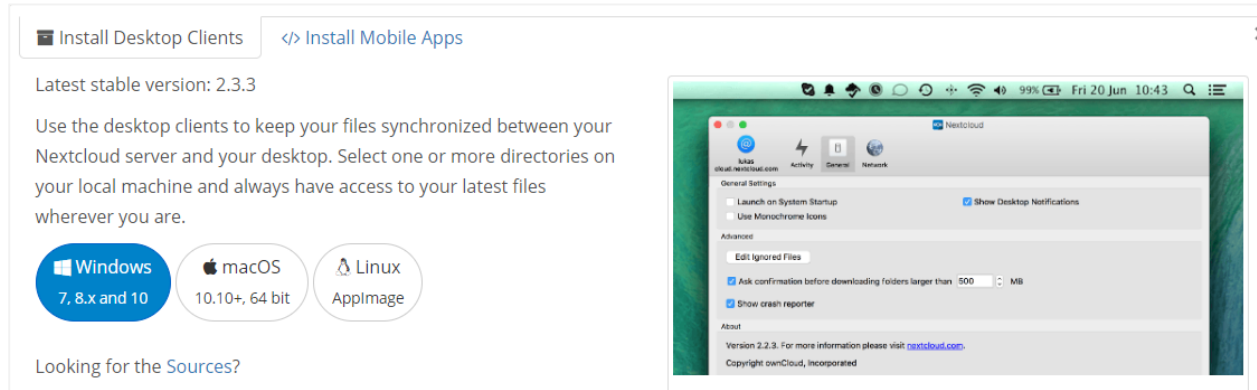 Install Desktop Clients
</> Install Mobile Apps
Latest stable version: 2.3.3
Use the desktop clients to keep your files synchronized between your
Nextcloud server and your desktop. Select one or more directories on
your local machine and always have access to your latest files
wherever you are.
Windows
7, 8.x and 10
macOS
10.10+, 64 bit
Linux
AppImage
Looking for the Sources?
99% Fri 20 Jun 10:43
Nextcloud
lukas
cloud.nextcloud.com
Activity
General
Network
General Settings
Launch on System Startup
Show Desktop Notifications
Use Monochrome Icons
Advanced
Edit Ignored Files
Ask confirmation before downloading folders larger than 500 MB
Show crash reporter
About
Version 2.2.3. For more information please visit nextcloud.com.
Copyright ownCloud, Incorporated